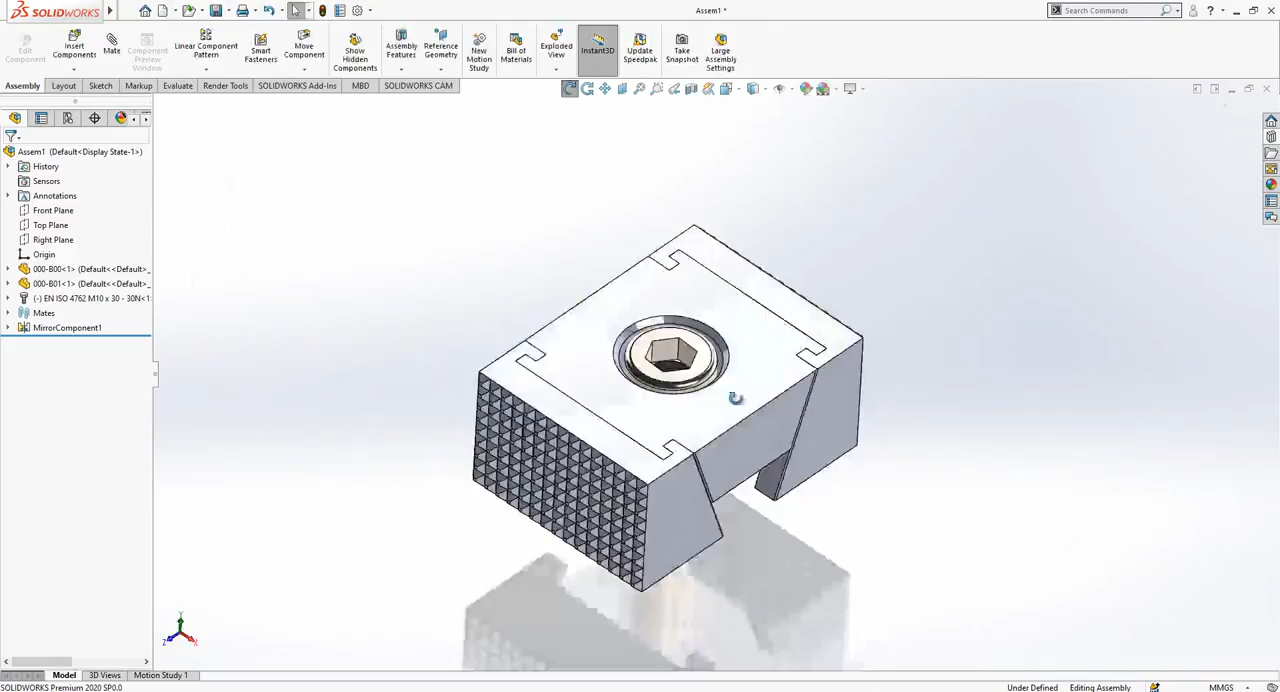 SOLIDWORKS
Assem1 *
Search Commands
Edit Component
Insert Components
Mate
Component Preview Window
Linear Component Pattern
Smart Fasteners
Move Component
Show Hidden Components
Assembly Features
Reference Geometry
New Motion Study
Bill of Materials
Exploded View
Instant3D
Update Speedpak
Take Snapshot
Large Assembly Settings
Assembly Layout Sketch Markup Evaluate Render Tools SOLIDWORKS Add-Ins MBD SOLIDWORKS CAM
Assem1 (Default<Display State-1>)
History
Sensors
Annotations
Front Plane
Top Plane
Right Plane
Origin
000-B00<1> (Default<<Default>_
000-B01<1> (Default<<Default>_
(-) EN ISO 4762 M10 x 30 - 30N<1:
Mates
MirrorComponent1
Y
Z X
Model 3D Views Motion Study 1
SOLIDWORKS Premium 2020 SP0.0
Under Defined Editing Assembly MMGS